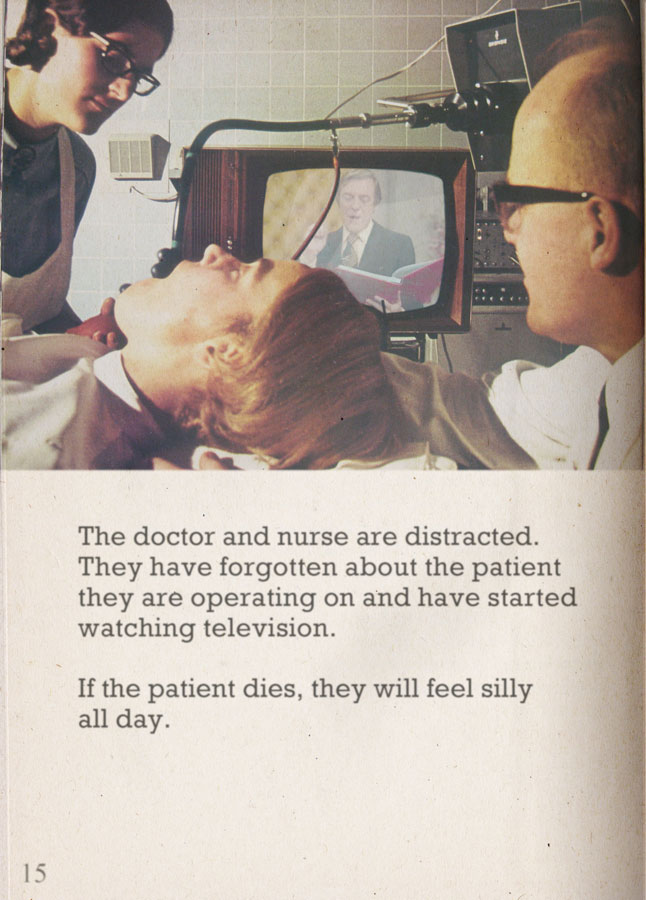 The doctor and nurse are distracted.
They have forgotten about the patient
they are operating on and have started
watching television.
If the patient dies, they will feel silly
all day.
15